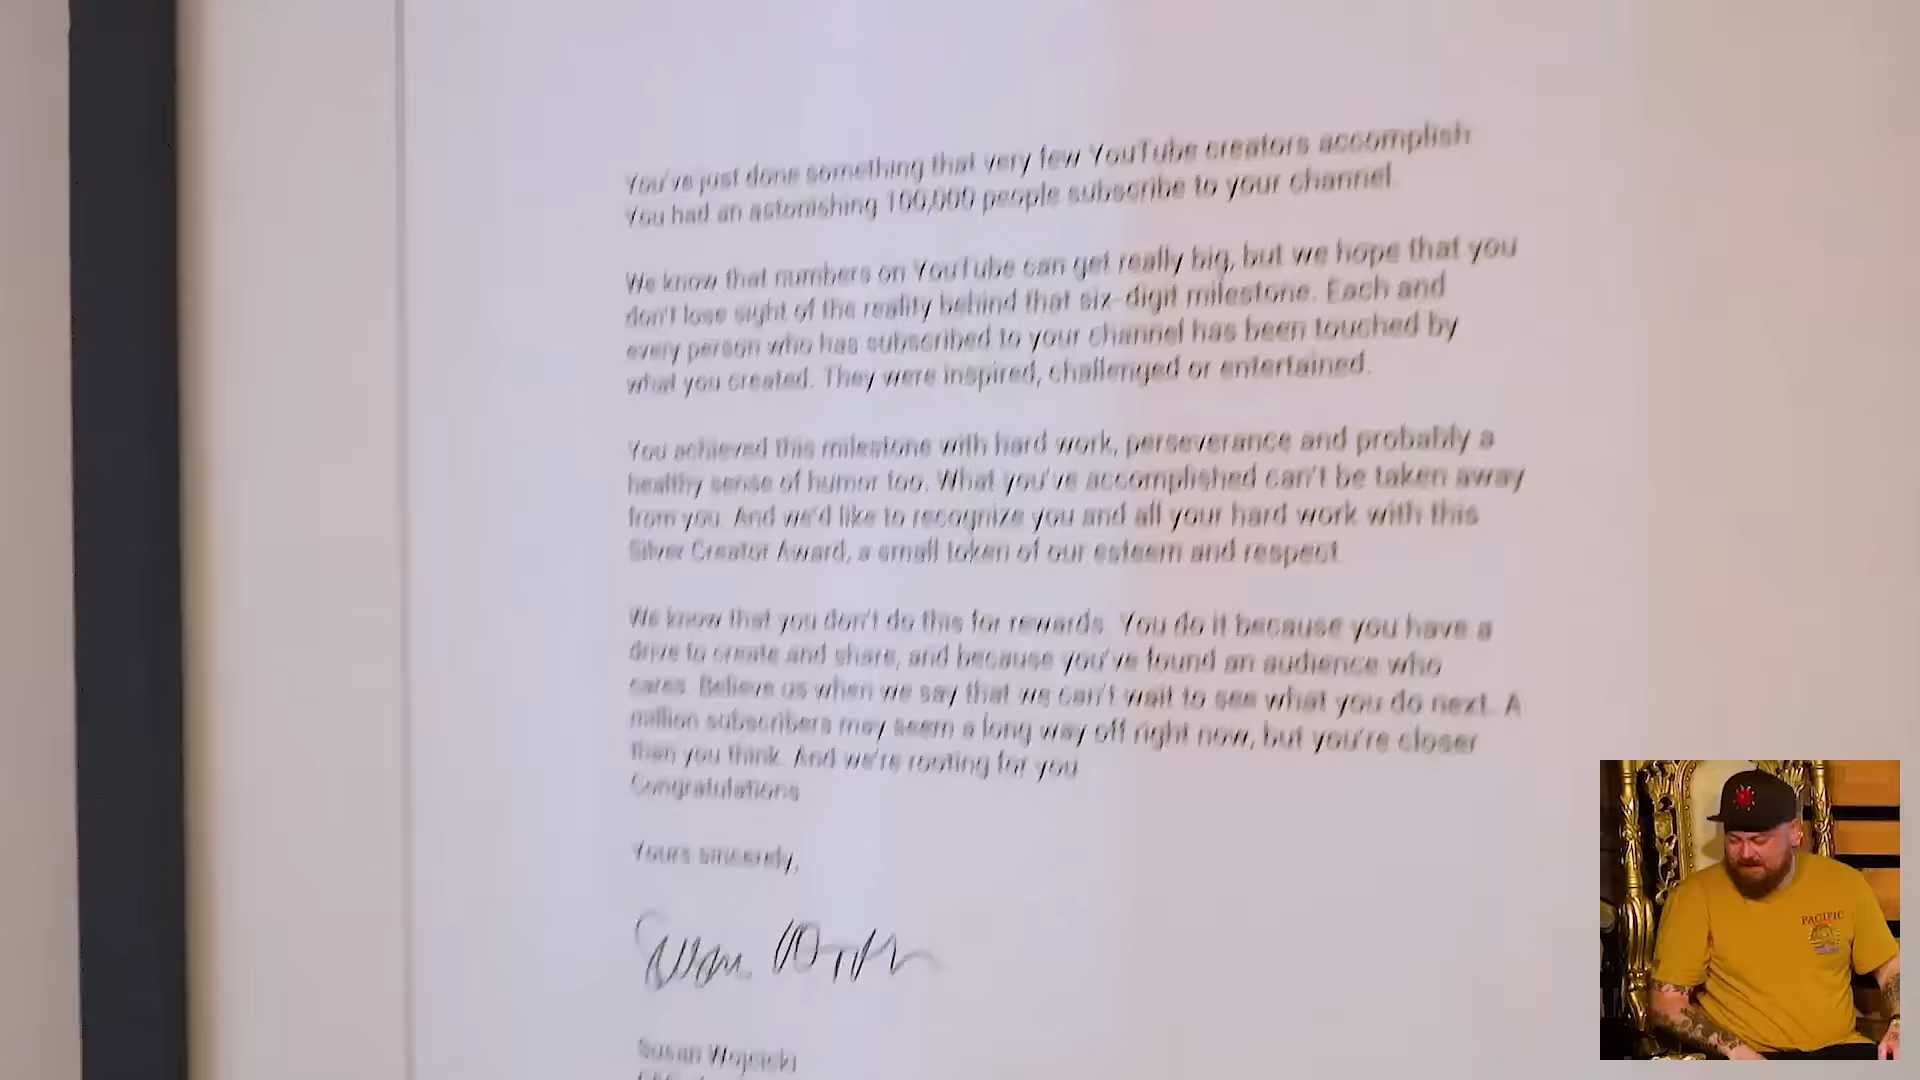 You've just done something that very few YouTube creators accomplish
You had an astonishing 100,000 people subscribe to your channel.
We know that numbers on YouTube can get really big, but we hope that you
don't lose sight of the reality behind that six-digit milestone. Each and
every person who has subscribed to your channel has been touched by
what you created. They were inspired, challenged or entertained.
You achieved this milestone with hard work, perseverance and probably a
healthy sense of humor too. What you've accomplished can't be taken away
from you. And we'd like to recognize you and all your hard work with this
Silver Creator Award, a small token of our esteem and respect.
We know that you don't do this for rewards. You do it because you have a
drive to create and share, and because you've found an audience who
cares. Believe us when we say that we can't wait to see what you do next. A
million subscribers may seem a long way off right now, but you're closer
than you think. And we're rooting for you
Congratulations
Yours sincerely,
Susan Wojcicki
PACIFIC